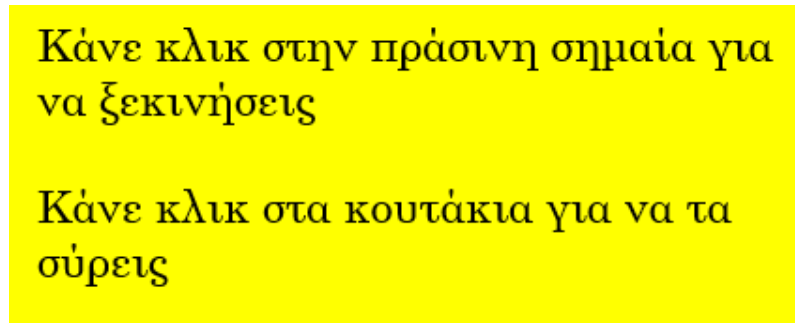 Κάνε κλικ στην πράσινη σημαία για
να ξεκινήσεις
Κάνε κλικ στα κουτάκια για να τα
σύρεις